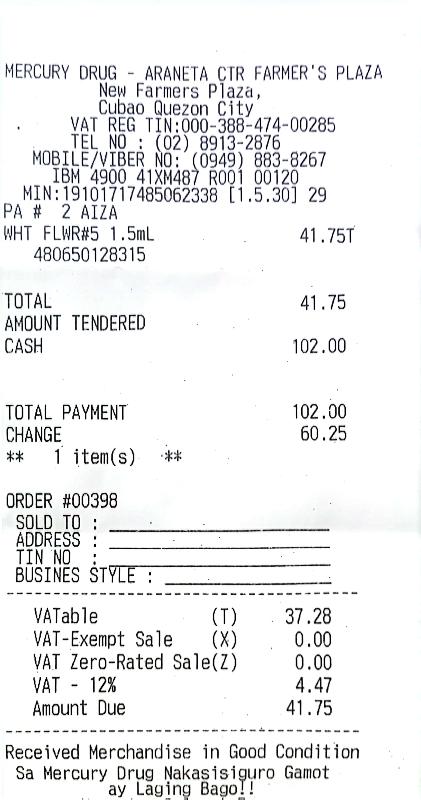 MERCURY DRUG - ARANETA CTR FARMER'S PLAZA
New Farmers Plaza,
Cubao Quezon City
VAT REG TIN:000-388-474-00285
TEL NO : (02) 8913-2876
MOBILE/VIBER NO: (0949) 883-8267
IBM 4900 41XM487 R001 00120
MIN:19101717485062338 [1.5.30] 29
PA # 2 AIZA
WHT FLWR#5 1.5mL 41.75T
480650128315
TOTAL 41.75
AMOUNT TENDERED
CASH 102.00
TOTAL PAYMENT 102.00
CHANGE 60.25
** 1 item(s) **
ORDER #00398
SOLD TO :
ADDRESS :
TIN NO :
BUSINES STYLE :
VATable (T) 37.28
VAT-Exempt Sale (X) 0.00
VAT Zero-Rated Sale(Z) 0.00
VAT - 12% 4.47
Amount Due 41.75
Received Merchandise in Good Condition
Sa Mercury Drug Nakasisiguro Gamot
ay Laging Bago!!